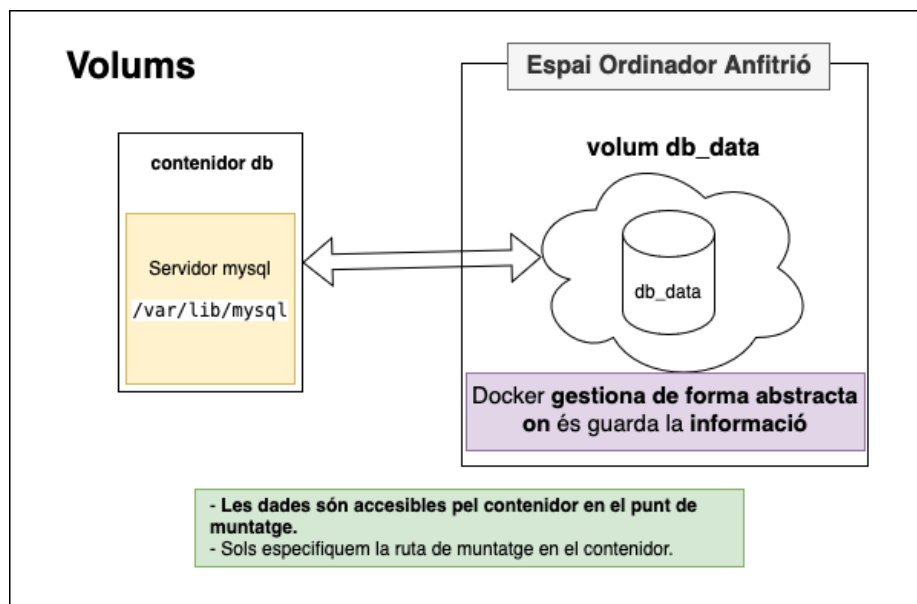 Volums
Espai Ordinador Anfitrió
contenidor db
Servidor mysql
/var/lib/mysql
volum db_data
db_data
Docker gestiona de forma abstracta
on és guarda la informació
- Les dades són accesibles pel contenidor en el punt de
muntatge.
- Sols especifiquem la ruta de muntatge en el contenidor.